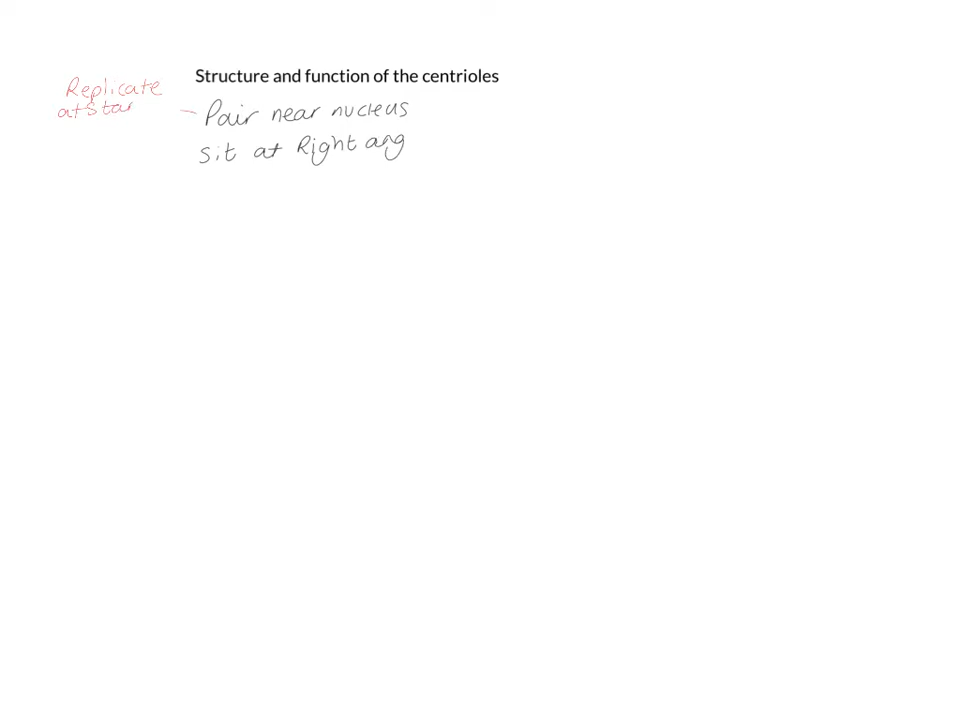 Structure and function of the centrioles
Replicate
at star
- Pair near nucleus
sit at Right ang